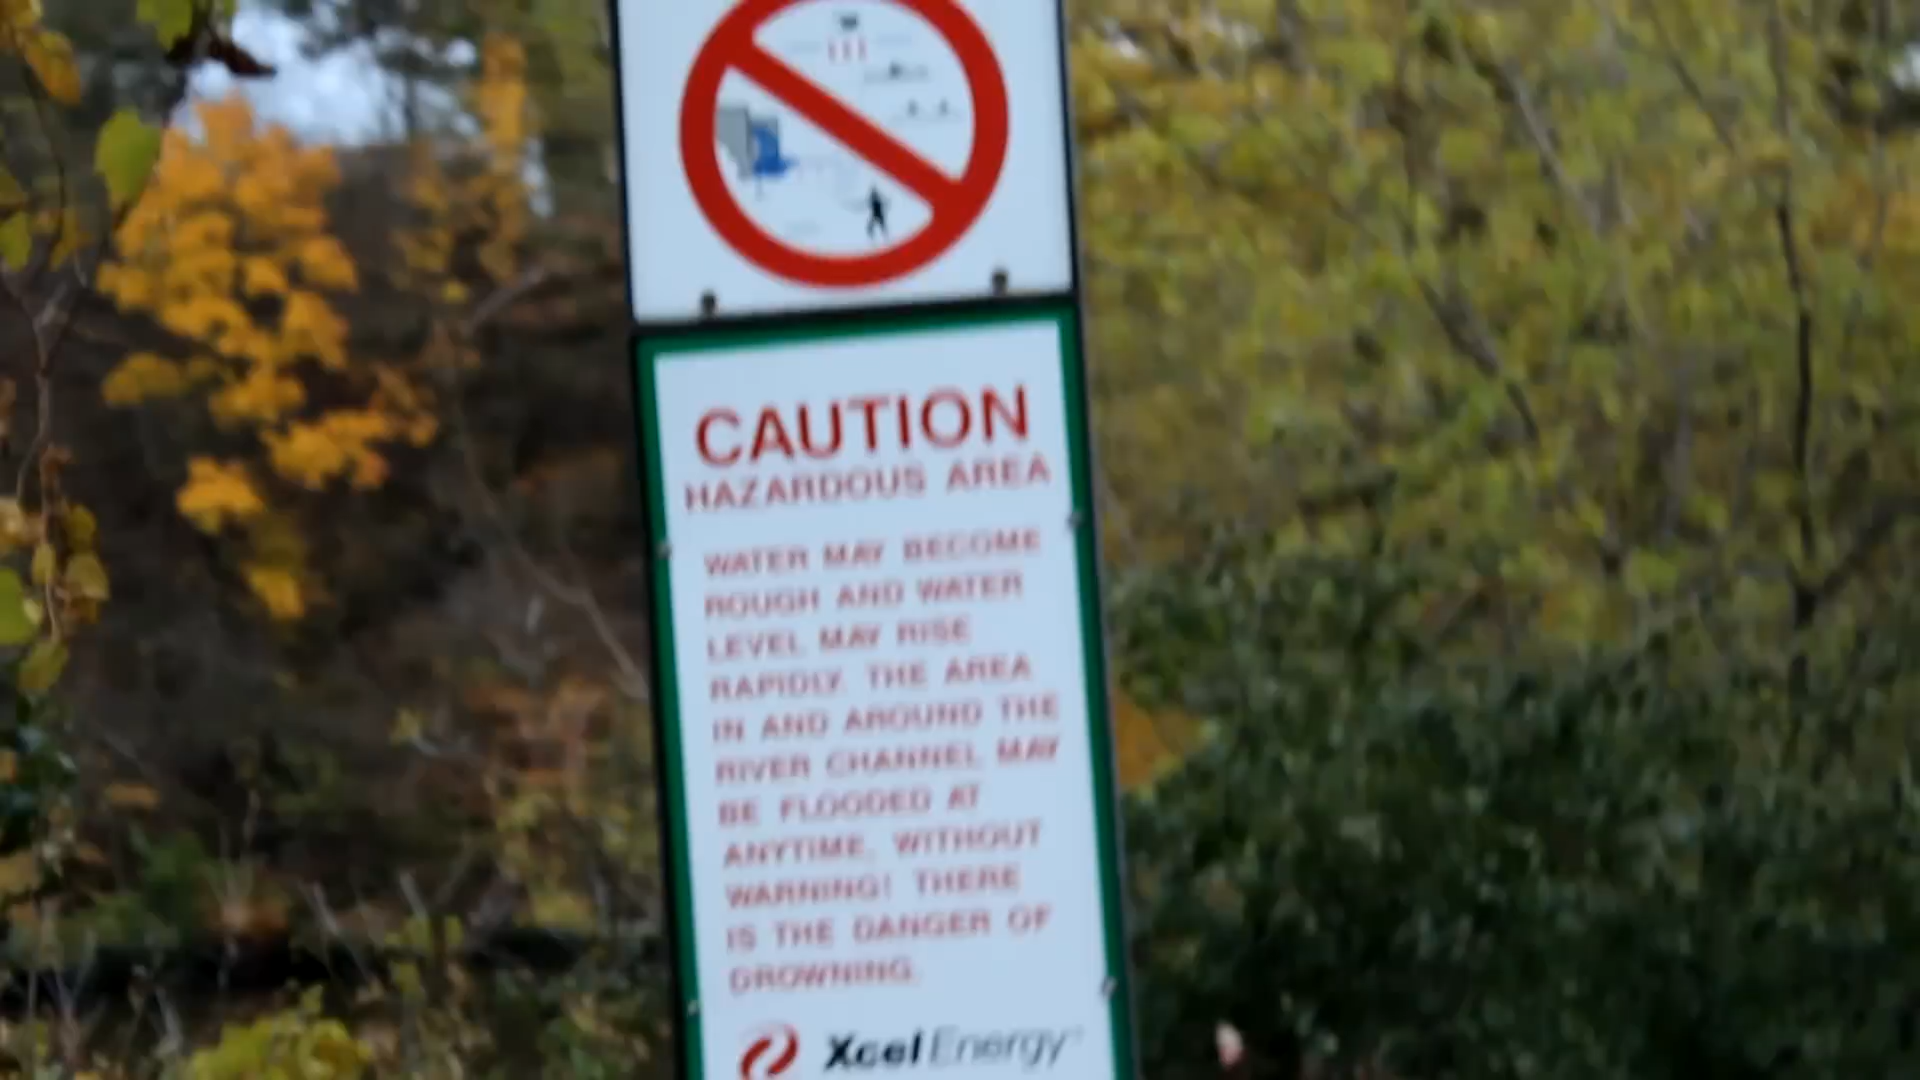 CAUTION
HAZARDOUS AREA
WATER MAY BECOME
ROUGH AND WATER
LEVEL MAY RISE
RAPIDLY. THE AREA
IN AND AROUND THE
RIVER CHANNEL MAY
BE FLOODED AT
ANYTIME, WITHOUT
WARNING! THERE
IS THE DANGER OF
DROWNING.
Xcel Energy